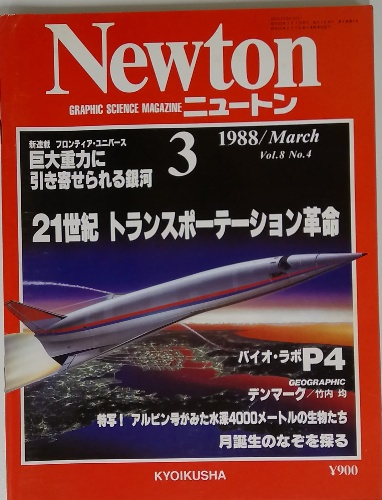 Newton
GRAPHIC SCIENCE MAGAZINE ニュートン
新連載 フロンティア・ユニバース
巨大重力に
引き寄せられる銀河
3
1988/March
Vol.8 No.4
21世紀 トランスポーテーション革命
バイオ・ラボP4
GEOGRAPHIC
デンマーク/竹内 均
特写! アルビン号がみた水深4000メートルの生物たち
月誕生のなぞを探る
KYOIKUSHA
¥900